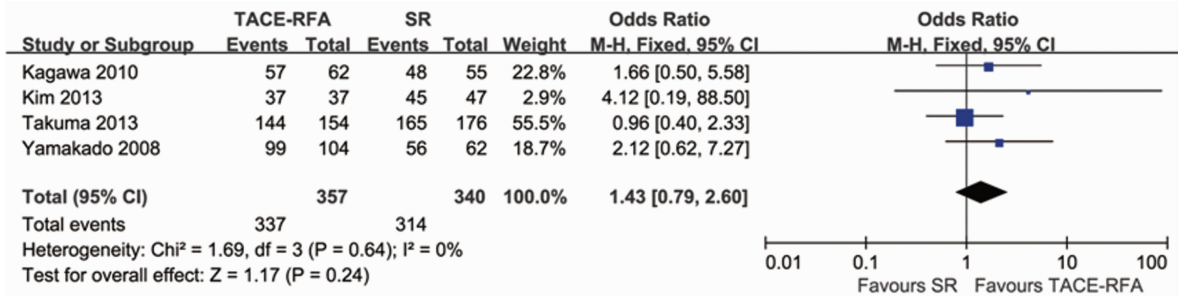 TACE-RFA SR Odds Ratio Odds Ratio
Study or Subgroup Events Total Events Total Weight M-H, Fixed, 95% CI M-H, Fixed, 95% CI
Kagawa 2010 57 62 48 55 22.8% 1.66 [0.50, 5.58]
Kim 2013 37 37 45 47 2.9% 4.12 [0.19, 88.50]
Takuma 2013 144 154 165 176 55.5% 0.96 [0.40, 2.33]
Yamakado 2008 99 104 56 62 18.7% 2.12 [0.62, 7.27]
Total (95% CI) 357 340 100.0% 1.43 [0.79, 2.60]
Total events 337 314
Heterogeneity: Chi² = 1.69, df = 3 (P = 0.64); I² = 0%
Test for overall effect: Z = 1.17 (P = 0.24)
0.01 0.1 1 10 100
Favours SR Favours TACE-RFA